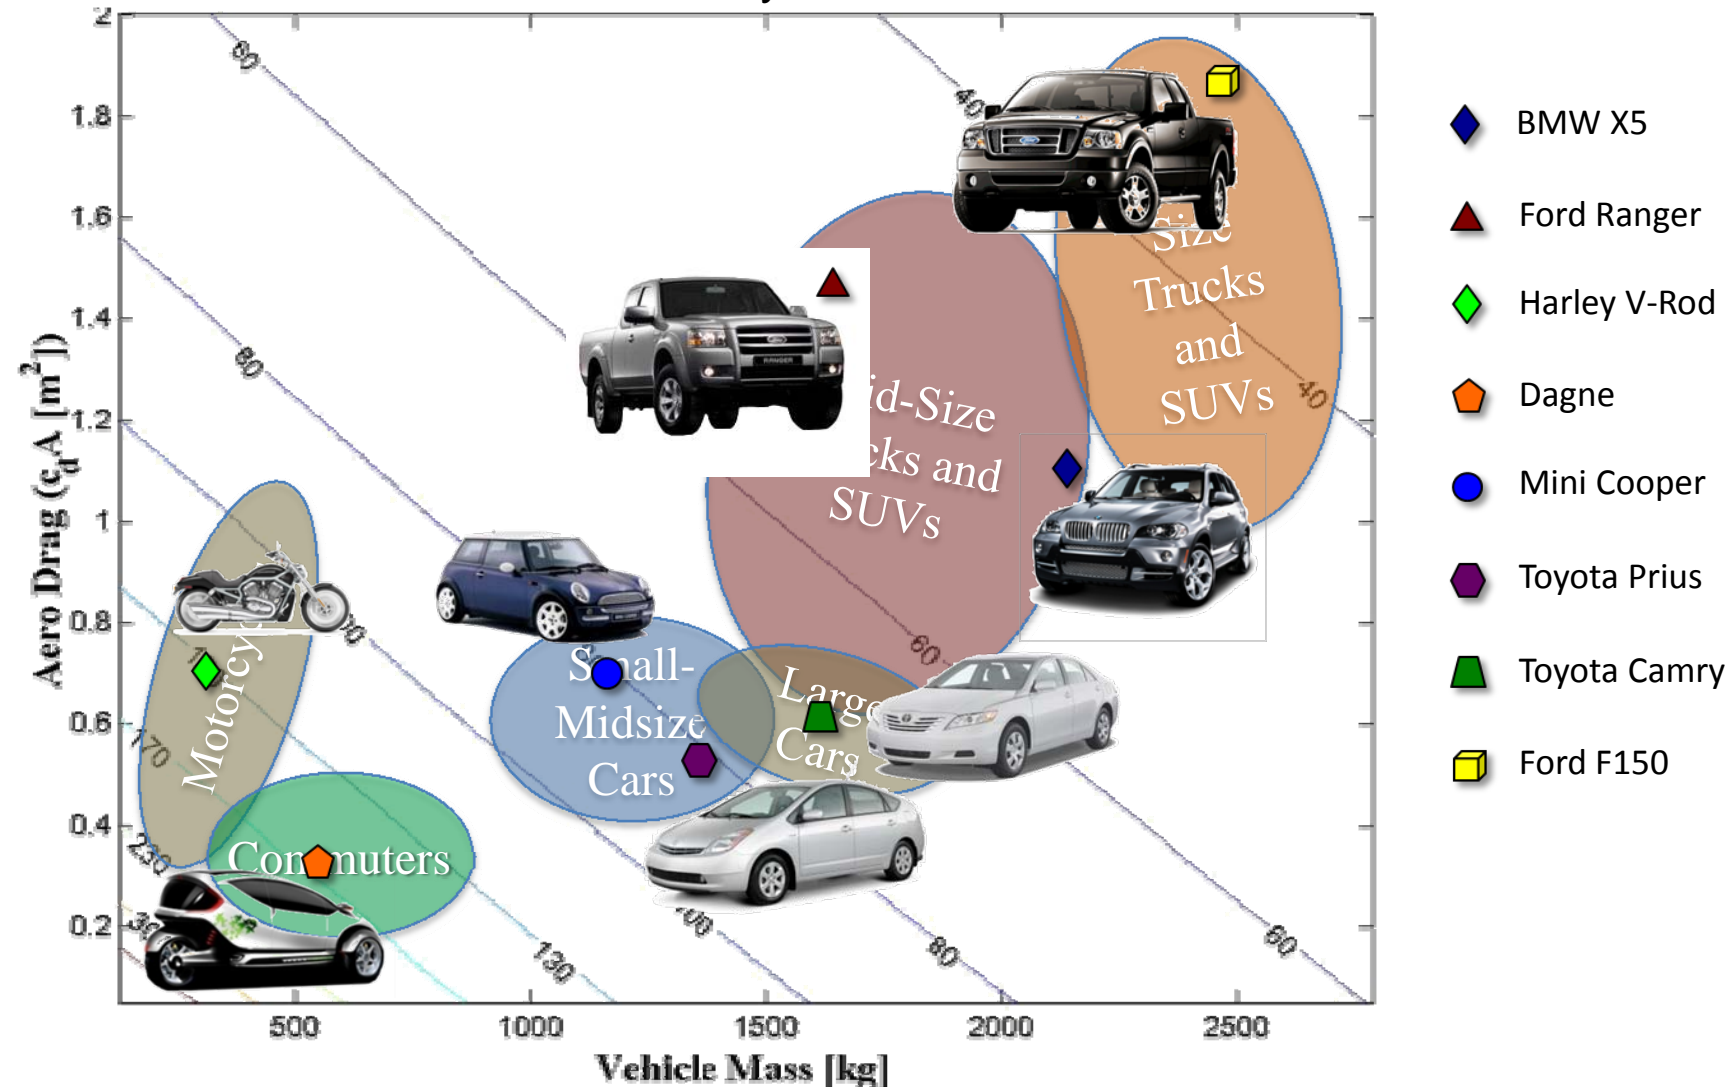 2
1.8
1.6
1.4
1.2
1
0.8
0.6
0.4
0.2
Aero Drag (cdA [m2])
500
1000
1500
2000
2500
Vehicle Mass [kg]
40
40
80
60
60
80
130
170
230
Size
Trucks
and
SUVs
id-Size
cks and
SUVs
RANGER
Motorcy
Small-
Midsize
Cars
Large
Cars
Commuters
BMW X5
Ford Ranger
Harley V-Rod
Dagne
Mini Cooper
Toyota Prius
Toyota Camry
Ford F150